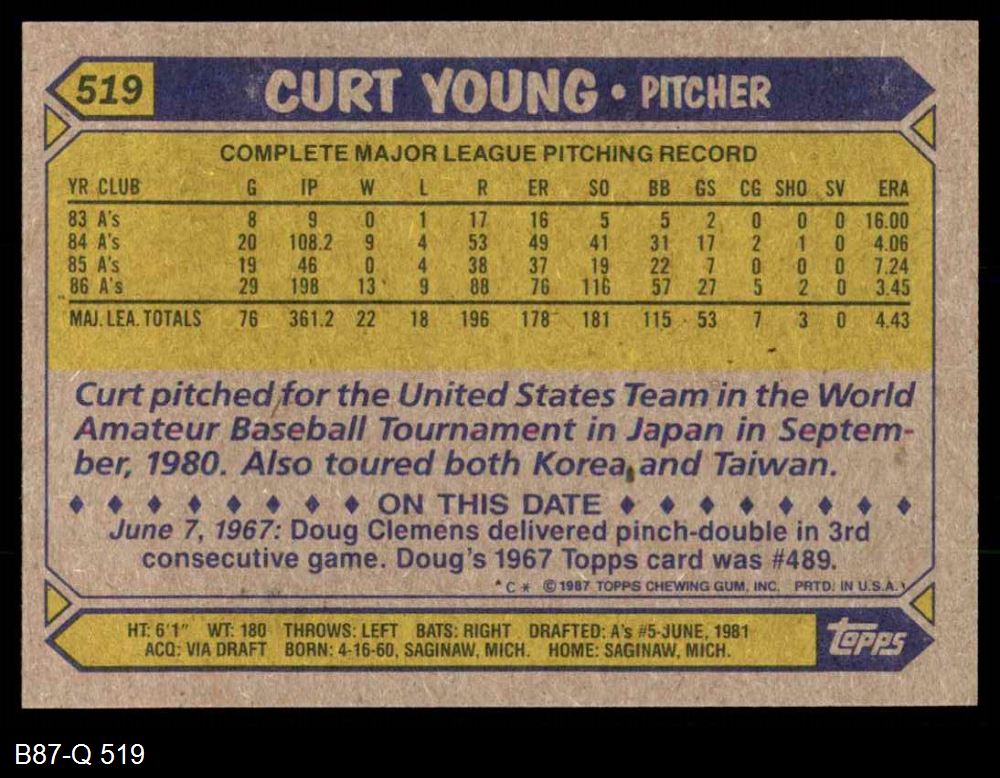 519 CURT YOUNG • PITCHER
COMPLETE MAJOR LEAGUE PITCHING RECORD
YR CLUB G IP W L R ER SO BB GS CG SHO SV ERA
83 A's 8 9 0 1 17 16 5 5 2 0 0 0 16.00
84 A's 20 108.2 9 4 53 49 41 31 17 2 1 0 4.06
85 A's 19 46 0 4 38 37 19 22 7 0 0 0 7.24
86 A's 29 198 13 9 88 76 116 57 27 5 2 0 3.45
MAJ. LEA. TOTALS 76 361.2 22 18 196 178 181 115 53 7 3 0 4.43
Curt pitched for the United States Team in the World
Amateur Baseball Tournament in Japan in Septem-
ber, 1980. Also toured both Korea and Taiwan.
♦ ♦ ♦ ♦ ♦ ♦ ♦ ♦ ON THIS DATE ♦ ♦ ♦ ♦ ♦ ♦ ♦ ♦
June 7, 1967: Doug Clemens delivered pinch-double in 3rd
consecutive game. Doug's 1967 Topps card was #489.
*C* © 1987 TOPPS CHEWING GUM, INC. PRTD. IN U.S.A.
HT: 6'1" WT: 180 THROWS: LEFT BATS: RIGHT DRAFTED: A's #5-JUNE, 1981
ACQ: VIA DRAFT BORN: 4-16-60, SAGINAW, MICH. HOME: SAGINAW, MICH.
topps
B87-Q 519